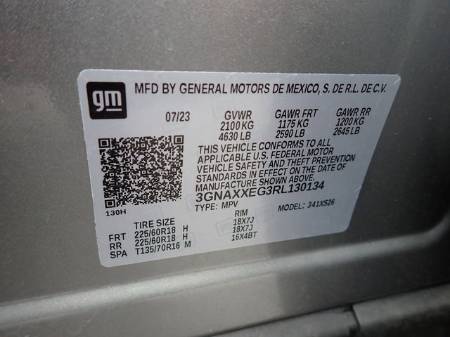 gm
MFD BY GENERAL MOTORS DE MEXICO, S. DE R.L. DE C.V.
07/23 GVWR GAWR FRT GAWR RR
2100 KG 1175 KG 1200 KG
4630 LB 2590 LB 2645 LB
THIS VEHICLE CONFORMS TO ALL
APPLICABLE U.S. FEDERAL MOTOR
VEHICLE SAFETY AND THEFT PREVENTION
STANDARDS IN EFFECT ON THE DATE OF
MANUFACTURE SHOWN ABOVE.
3GNAXXEG3RL130134
TYPE: MPV MODEL: 341XS26
130H
TIRE SIZE RIM
FRT 225/60R18 H 18X7J
RR 225/60R18 H 18X7J
SPA T135/70R16 M 16X4BT